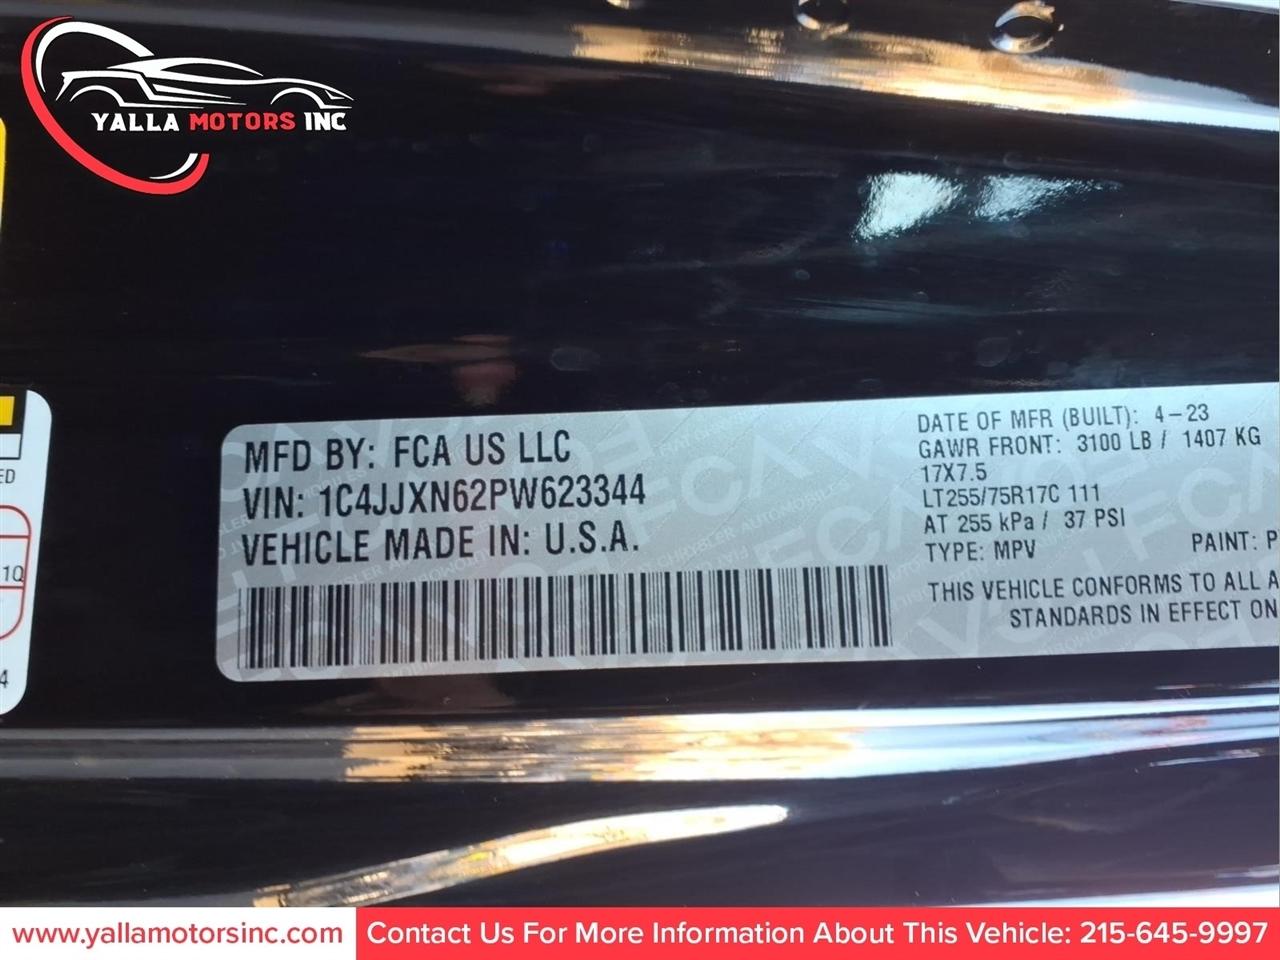 YALLA MOTORS INC
MFD BY: FCA US LLC
VIN: 1C4JJXN62PW623344
VEHICLE MADE IN: U.S.A.
DATE OF MFR (BUILT): 4-23
GAWR FRONT: 3100 LB / 1407 KG
17X7.5
LT255/75R17C 111
AT 255 kPa / 37 PSI
TYPE: MPV PAINT: P
THIS VEHICLE CONFORMS TO ALL A
STANDARDS IN EFFECT ON
ED
1Q
4
www.yallamotorsinc.com
Contact Us For More Information About This Vehicle: 215-645-9997